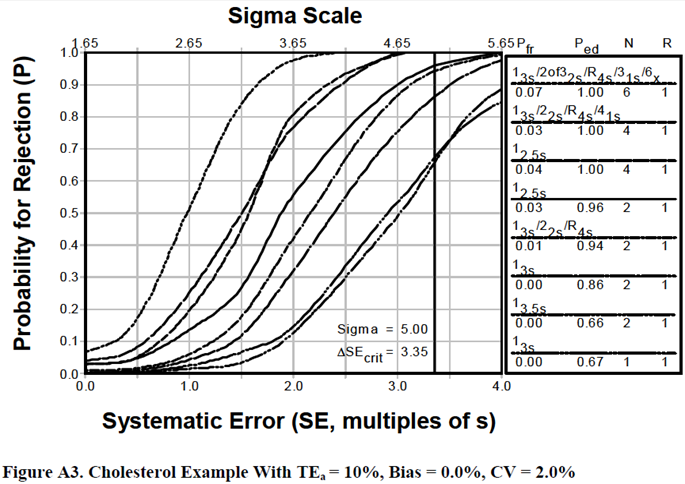 Sigma Scale
1.65 2.65 3.65 4.65 5.65 Pfr Ped N R
Probability for Rejection (P)
1.0
0.9
0.8
0.7
0.6
0.5
0.4
0.3
0.2
0.1
0.0
13s/2of32s/R4s/31s/6x
0.07 1.00 6 1
13s/22s/R4s/41s
0.03 1.00 4 1
12.5s
0.04 1.00 4 1
12.5s
0.03 0.96 2 1
13s/22s/R4s
0.01 0.94 2 1
13s
0.00 0.86 2 1
13.5s
0.00 0.66 2 1
13s
0.00 0.67 1 1
Sigma = 5.00
ΔSEcrit = 3.35
0.0 1.0 2.0 3.0 4.0
Systematic Error (SE, multiples of s)
Figure A3. Cholesterol Example With TEa = 10%, Bias = 0.0%, CV = 2.0%